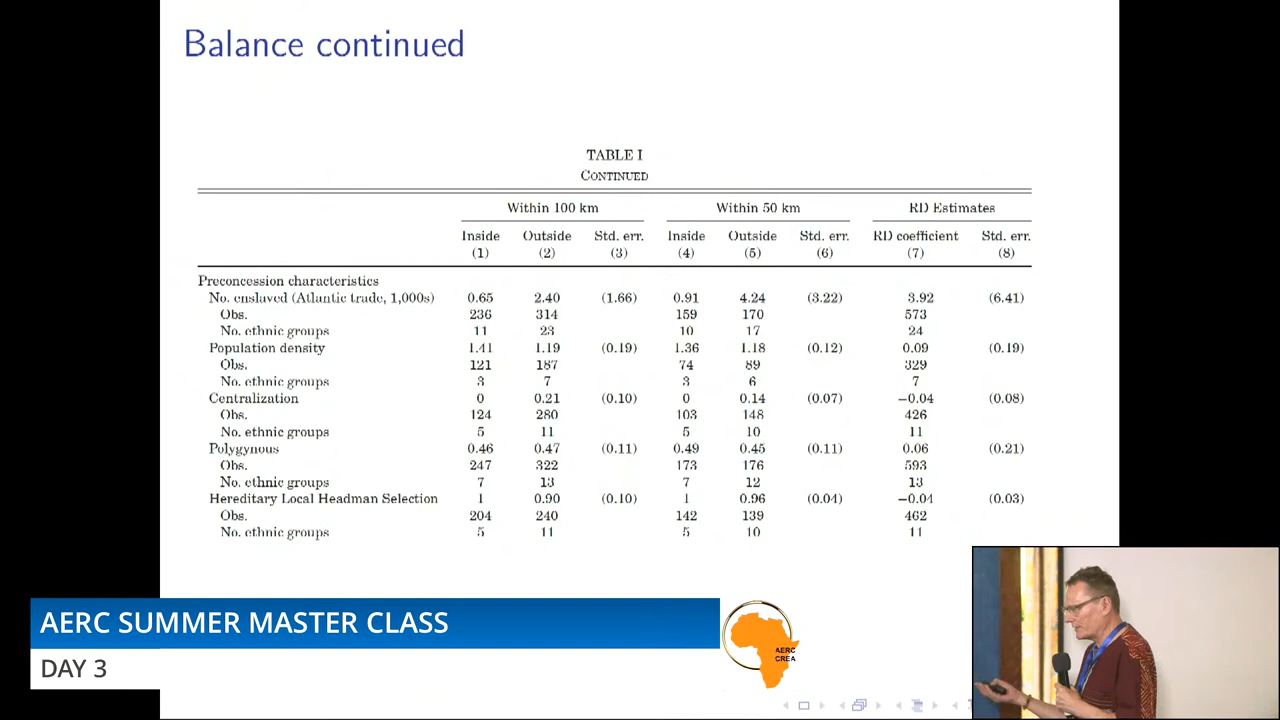 Balance continued
TABLE I
CONTINUED
Within 100 km Within 50 km RD Estimates
Inside Outside Std. err. Inside Outside Std. err. RD coefficient Std. err.
(1) (2) (3) (4) (5) (6) (7) (8)
Preconcession characteristics
No. enslaved (Atlantic trade, 1,000s) 0.65 2.40 (1.66) 0.91 4.24 (3.22) 3.92 (6.41)
Obs. 236 314 159 170 573
No. ethnic groups 11 23 10 17 24
Population density 1.41 1.19 (0.19) 1.36 1.18 (0.12) 0.09 (0.19)
Obs. 121 187 74 89 329
No. ethnic groups 3 7 3 6 7
Centralization 0 0.21 (0.10) 0 0.14 (0.07) −0.04 (0.08)
Obs. 124 280 103 148 426
No. ethnic groups 5 11 5 10 11
Polygynous 0.46 0.47 (0.11) 0.49 0.45 (0.11) 0.06 (0.21)
Obs. 247 322 173 176 593
No. ethnic groups 7 13 7 12 13
Hereditary Local Headman Selection 1 0.90 (0.10) 1 0.96 (0.04) −0.04 (0.03)
Obs. 204 240 142 139 462
No. ethnic groups 5 11 5 10 11
AERC SUMMER MASTER CLASS
DAY 3
AERC
CREA